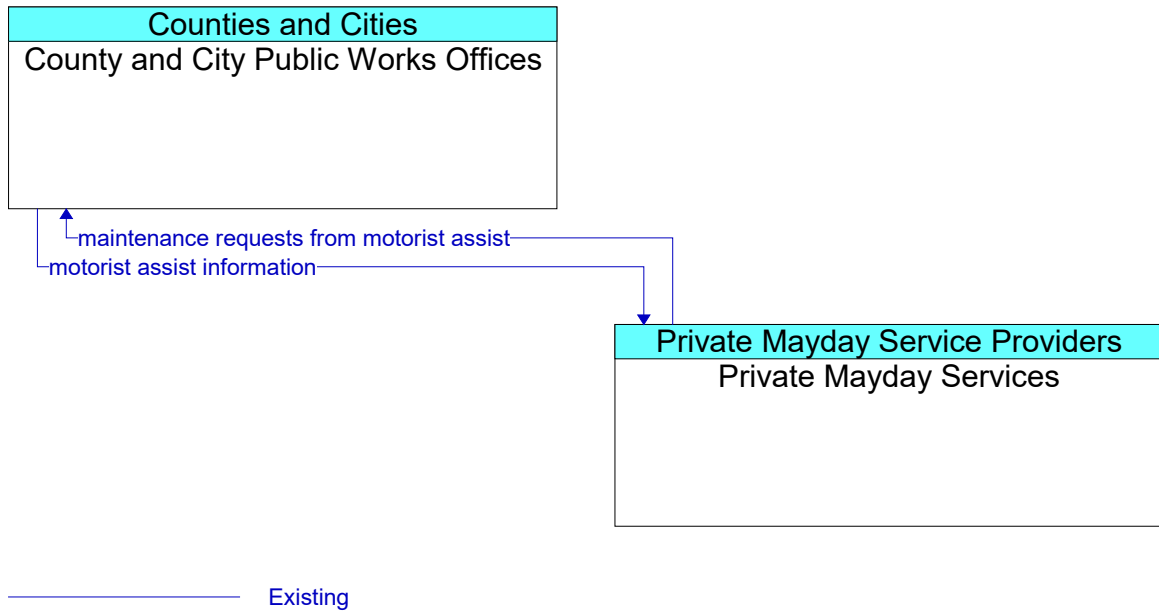 Counties and Cities
County and City Public Works Offices
maintenance requests from motorist assist
motorist assist information
Private Mayday Service Providers
Private Mayday Services
Existing